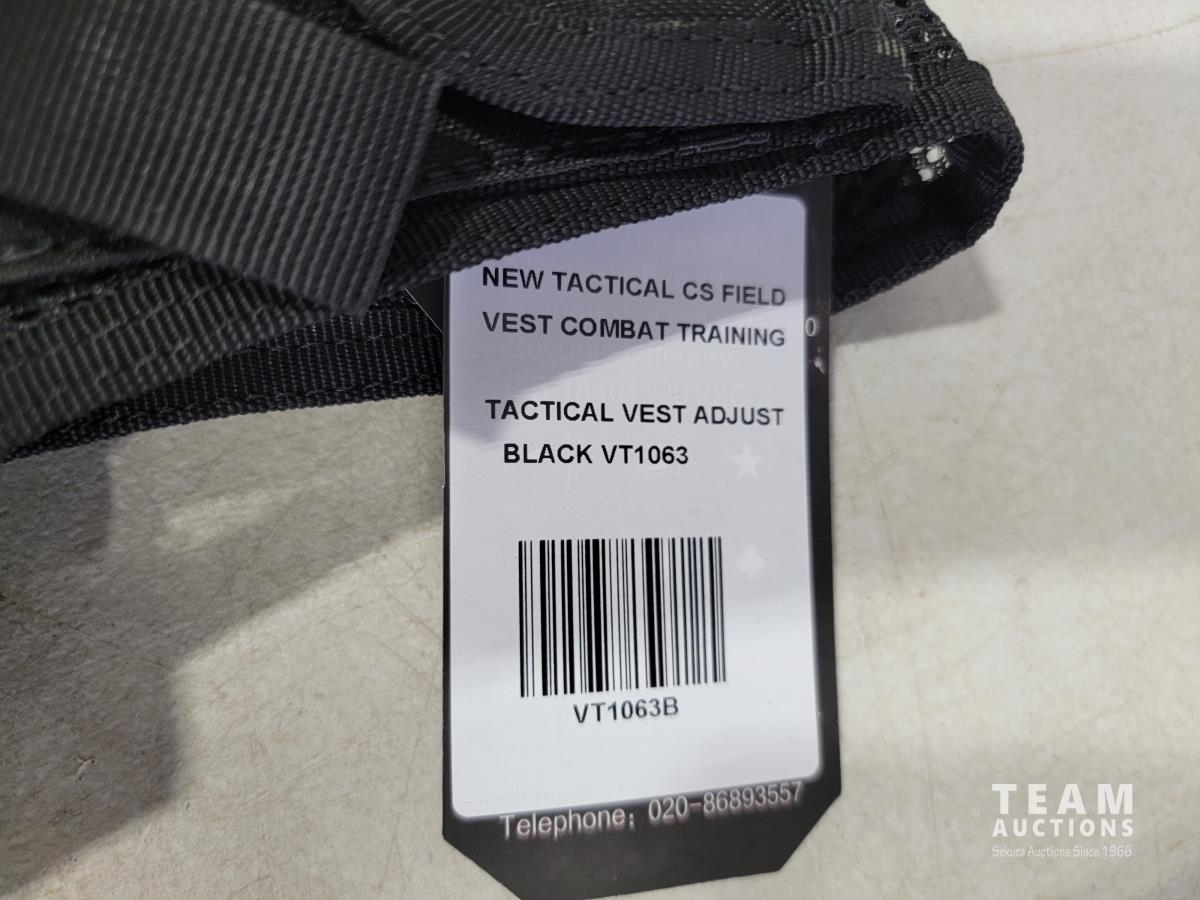 NEW TACTICAL CS FIELD
VEST COMBAT TRAINING
TACTICAL VEST ADJUST
BLACK VT1063
VT1063B
Telephone: 020-86893557
TEAM
AUCTIONS
Sekura Auctions Since 1966